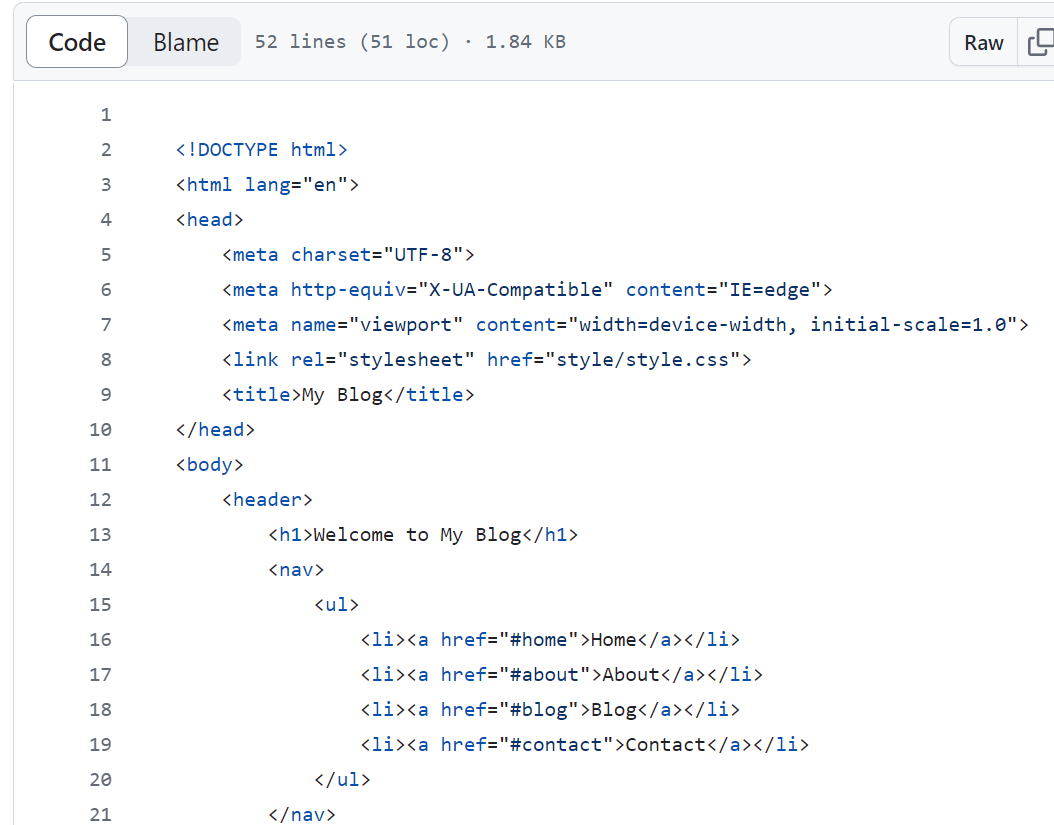 Code Blame 52 lines (51 loc) · 1.84 KB Raw
1
2 <!DOCTYPE html>
3 <html lang="en">
4 <head>
5     <meta charset="UTF-8">
6     <meta http-equiv="X-UA-Compatible" content="IE=edge">
7     <meta name="viewport" content="width=device-width, initial-scale=1.0">
8     <link rel="stylesheet" href="style/style.css">
9     <title>My Blog</title>
10 </head>
11 <body>
12     <header>
13         <h1>Welcome to My Blog</h1>
14         <nav>
15             <ul>
16                 <li><a href="#home">Home</a></li>
17                 <li><a href="#about">About</a></li>
18                 <li><a href="#blog">Blog</a></li>
19                 <li><a href="#contact">Contact</a></li>
20             </ul>
21         </nav>